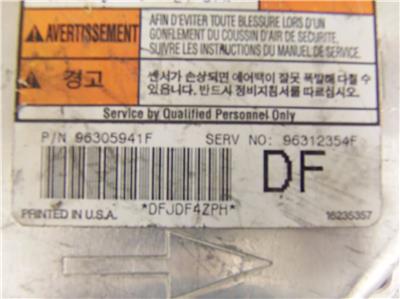 AVERTISSEMENT
AFIN D'EVITER TOUTE BLESSURE LORS D'UN
GONFLEMENT DU COUSSIN D'AIR DE SECURITE,
SUIVRE LES INSTRUCTIONS DU MANUEL DE SERVICE.
경고
센서가 손상되면 에어백이 잘못 폭발해 다칠 수
있습니다. 반드시 정비지침서를 따르십시오.
Service by Qualified Personnel Only
P/N 96305941F SERV NO: 96312354F
DF
*DFJDF4ZPH*
PRINTED IN U.S.A. 16235357